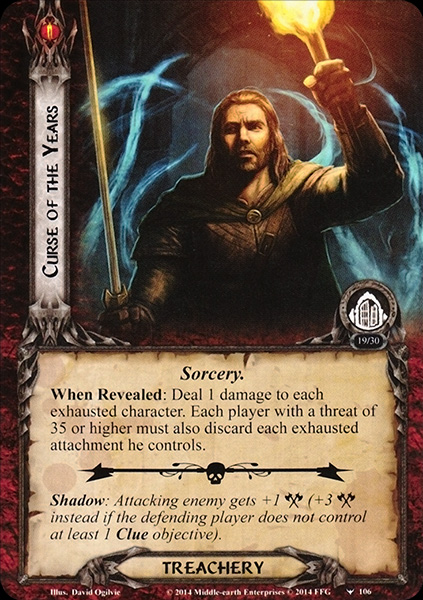 CURSE OF THE YEARS
19/30
Sorcery.
When Revealed: Deal 1 damage to each
exhausted character. Each player with a threat of
35 or higher must also discard each exhausted
attachment he controls.
Shadow: Attacking enemy gets +1 (+3
instead if the defending player does not control
at least 1 Clue objective).
TREACHERY
Illus. David Ogilvie © 2014 Middle-earth Enterprises © 2014 FFG 106